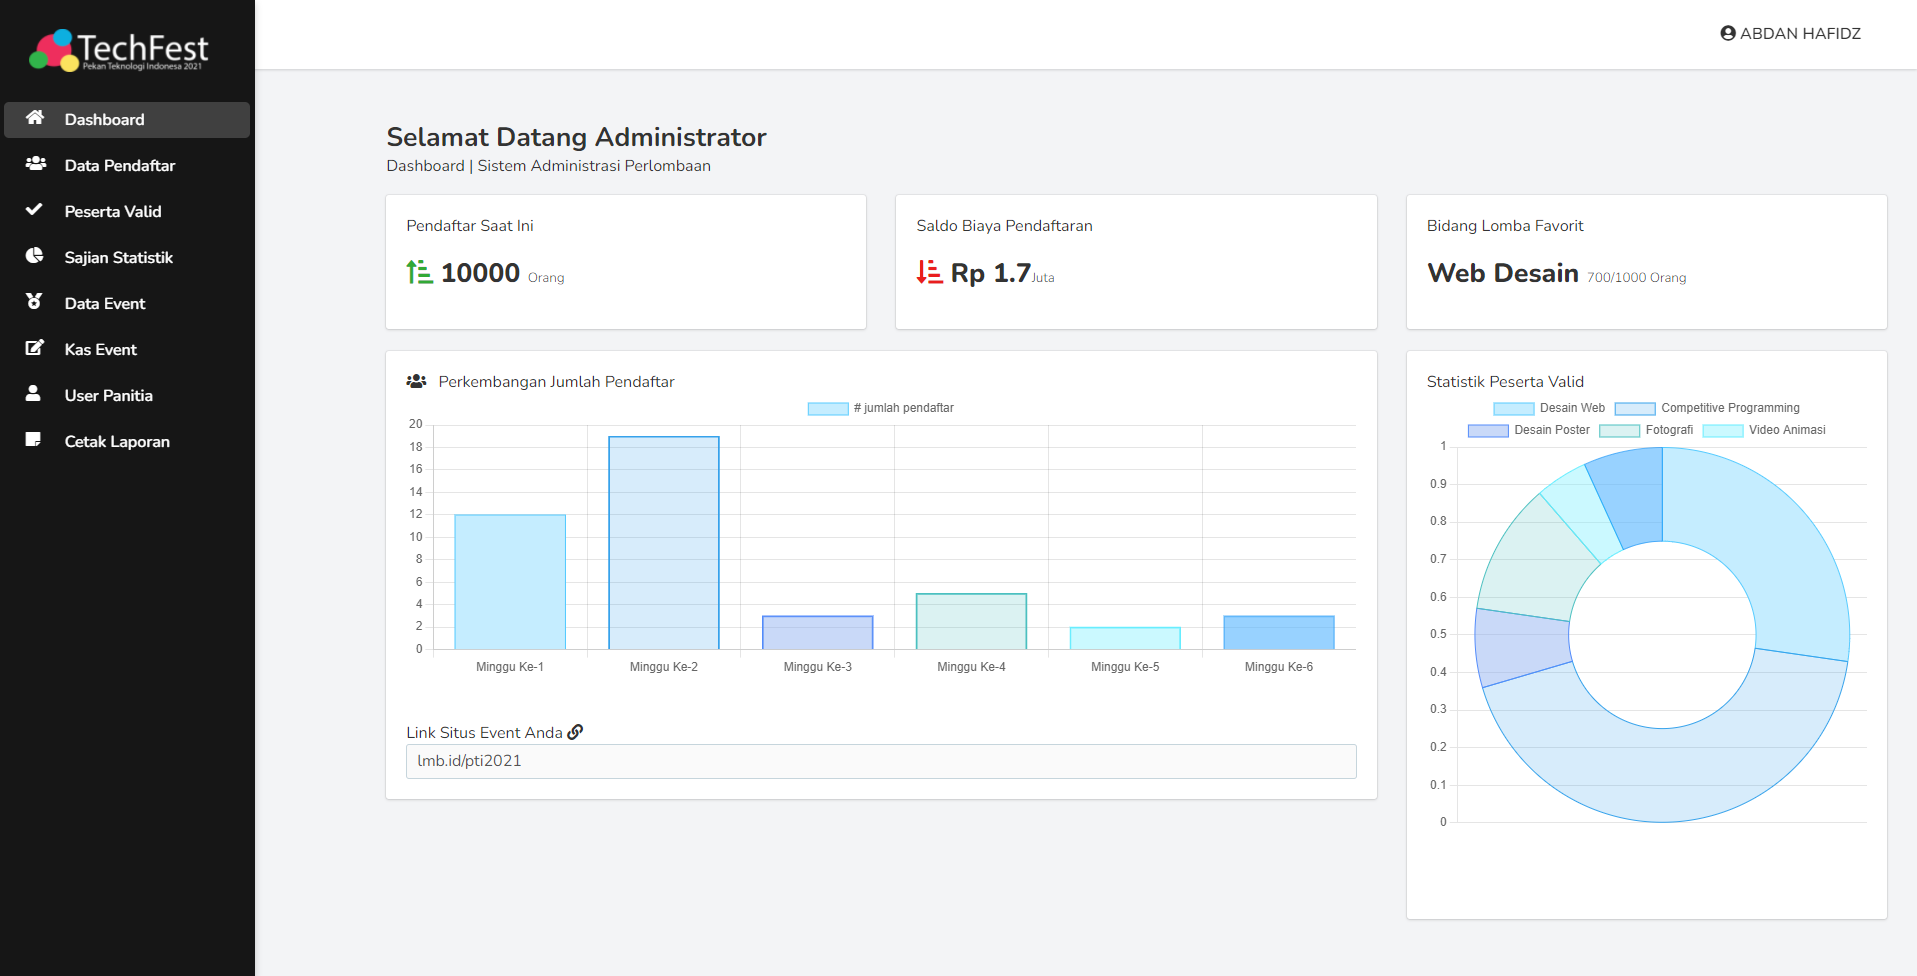 TechFest
Pekan Teknologi Indonesa 2021
Dashboard
Data Pendaftar
Peserta Valid
Sajian Statistik
Data Event
Kas Event
User Panitia
Cetak Laporan
ABDAN HAFIDZ
Selamat Datang Administrator
Dashboard | Sistem Administrasi Perlombaan
Pendaftar Saat Ini
10000 Orang
Saldo Biaya Pendaftaran
Rp 1.7Juta
Bidang Lomba Favorit
Web Desain 700/1000 Orang
Perkembangan Jumlah Pendaftar
# jumlah pendaftar
20
18
16
14
12
10
8
6
4
2
0
Minggu Ke-1 Minggu Ke-2 Minggu Ke-3 Minggu Ke-4 Minggu Ke-5 Minggu Ke-6
Link Situs Event Anda
lmb.id/pti2021
Statistik Peserta Valid
Desain Web Competitive Programming
Desain Poster Fotografi Video Animasi
1
0.9
0.8
0.7
0.6
0.5
0.4
0.3
0.2
0.1
0